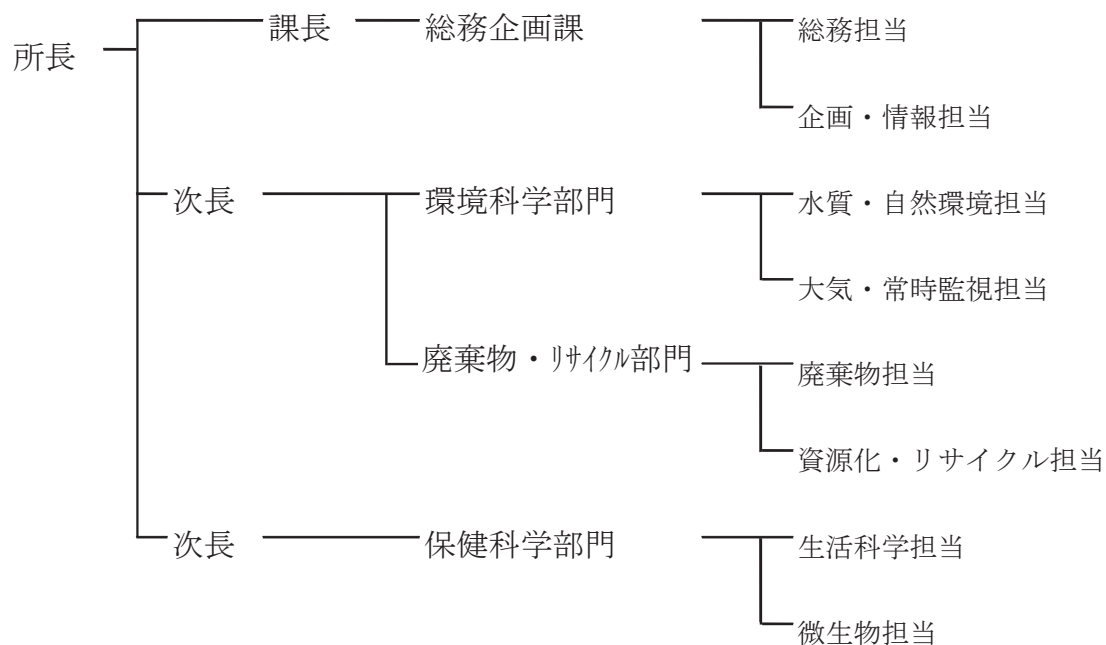 課長 総務企画課 総務担当
所長
企画・情報担当
次長 環境科学部門 水質・自然環境担当
大気・常時監視担当
廃棄物・ﾘｻｲｸﾙ部門 廃棄物担当
資源化・リサイクル担当
次長 保健科学部門 生活科学担当
微生物担当